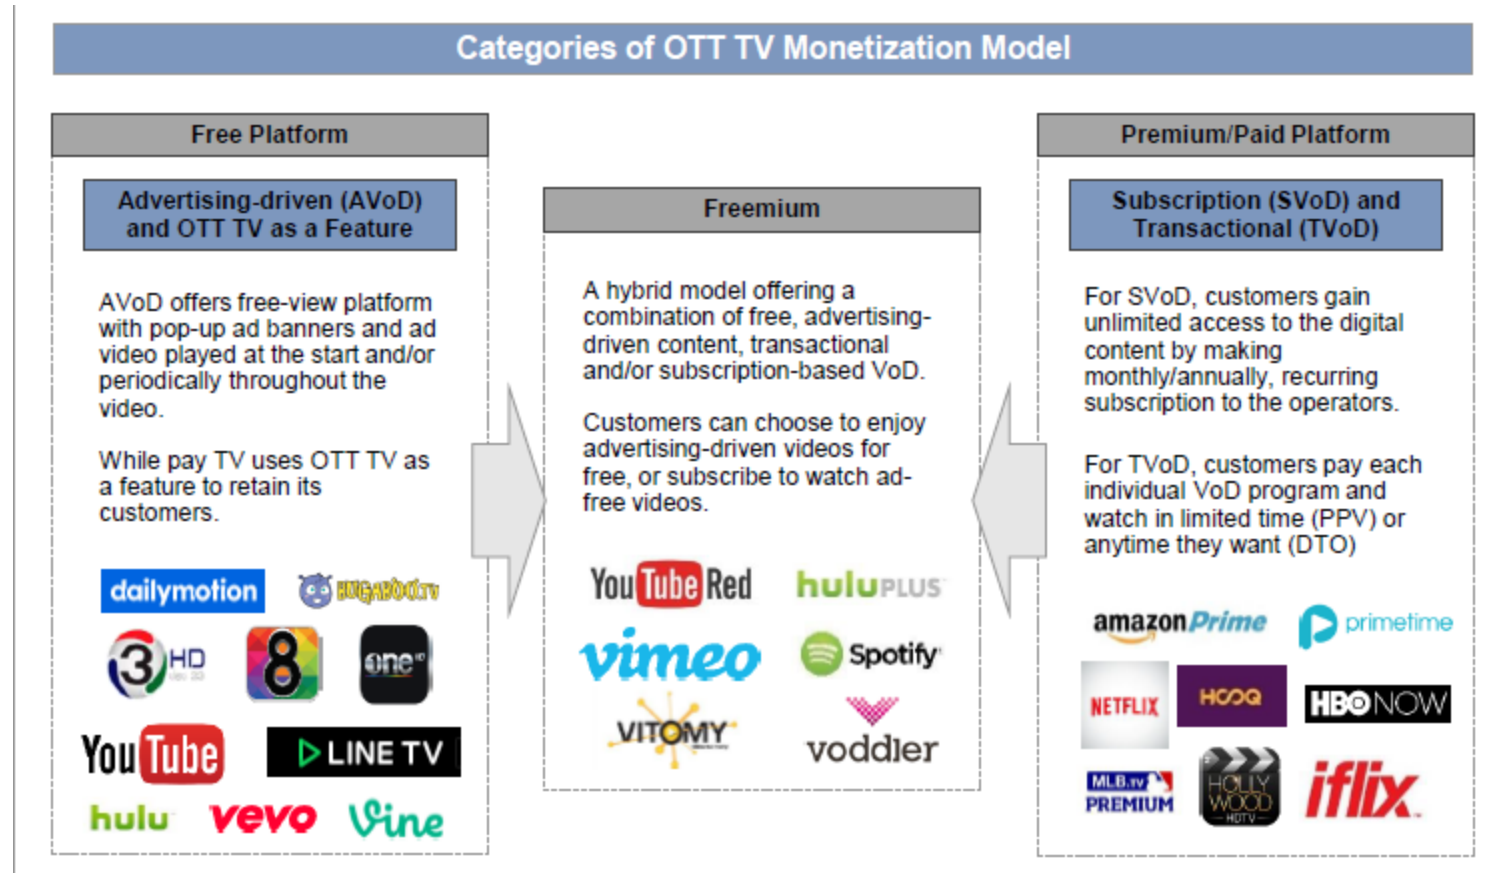 Categories of OTT TV Monetization Model
Free Platform
Advertising-driven (AVoD)
and OTT TV as a Feature
AVoD offers free-view platform
with pop-up ad banners and ad
video played at the start and/or
periodically throughout the
video.
While pay TV uses OTT TV as
a feature to retain its
customers.
dailymotion
HUGABOO.TV
3 HD
8
one
YouTube
LINE TV
hulu
vevo
Vine
Freemium
A hybrid model offering a
combination of free, advertising-
driven content, transactional
and/or subscription-based VoD.
Customers can choose to enjoy
advertising-driven videos for
free, or subscribe to watch ad-
free videos.
YouTube Red
hulu PLUS
vimeo
Spotify
VITOMY
voddler
Premium/Paid Platform
Subscription (SVoD) and
Transactional (TVoD)
For SVoD, customers gain
unlimited access to the digital
content by making
monthly/annually, recurring
subscription to the operators.
For TVoD, customers pay each
individual VoD program and
watch in limited time (PPV) or
anytime they want (DTO)
amazon Prime
primetime
NETFLIX
HOOQ
HBO NOW
MLB.TV
PREMIUM
HOLLY
WOOD
HDTV
iflix